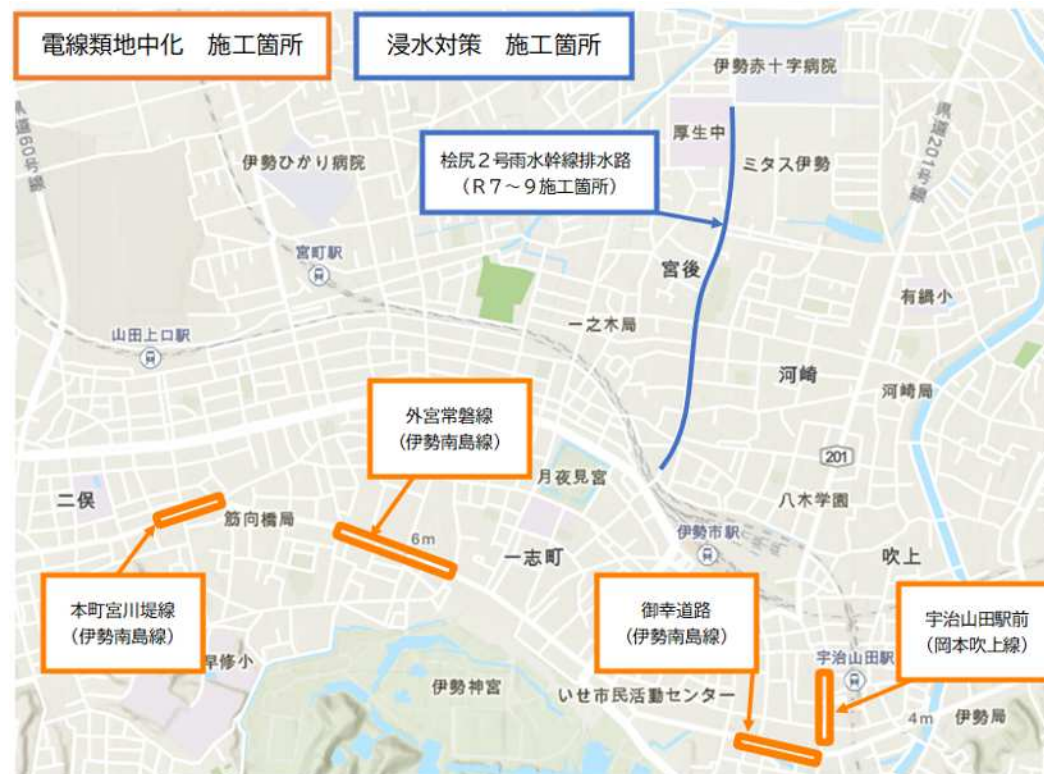 電線類地中化　施工箇所
浸水対策　施工箇所
伊勢赤十字病院
県道60号線
県道201号線
厚生中
伊勢ひかり病院
桧尻２号雨水幹線排水路
（Ｒ７～９施工箇所）
ミタス伊勢
宮町駅
宮後
有緝小
山田上口駅
一之木局
河崎
河崎局
外宮常磐線
（伊勢南島線）
201
月夜見宮
八木学園
二俣
筋向橋局
6m
一志町
伊勢市駅
吹上
本町宮川堤線
（伊勢南島線）
御幸道路
（伊勢南島線）
宇治山田駅前
（岡本吹上線）
早修小
宇治山田駅
伊勢神宮
いせ市民活動センター
4m
伊勢局